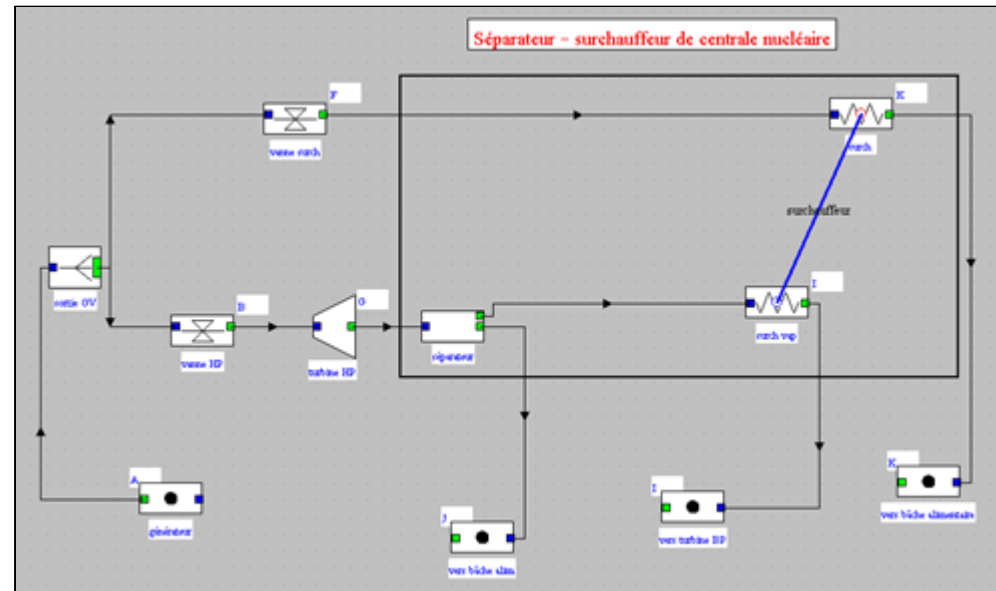 Séparateur - surchauffeur de centrale nucléaire
F
K
vanne surch
surch
surchauffeur
sortie GV
B
G
I
vanne HP
turbine HP
séparateur
surch vap
A
générateur
J
vers bâche alim
I
vers turbine BP
K
vers bâche alimentaire